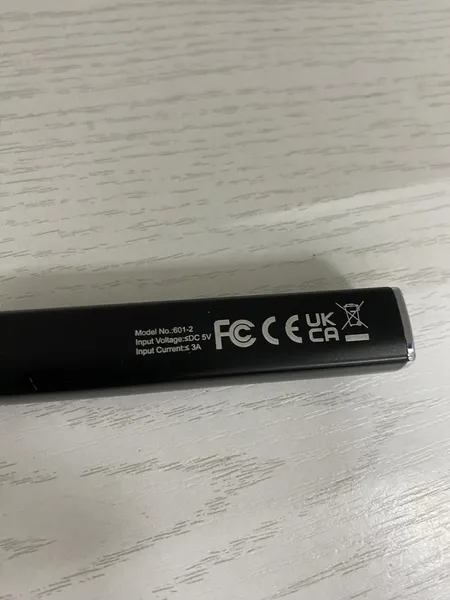 Model No.:601-2
Input Voltage:≤DC 5V
Input Current:≤ 3A
FC CE UK
CA